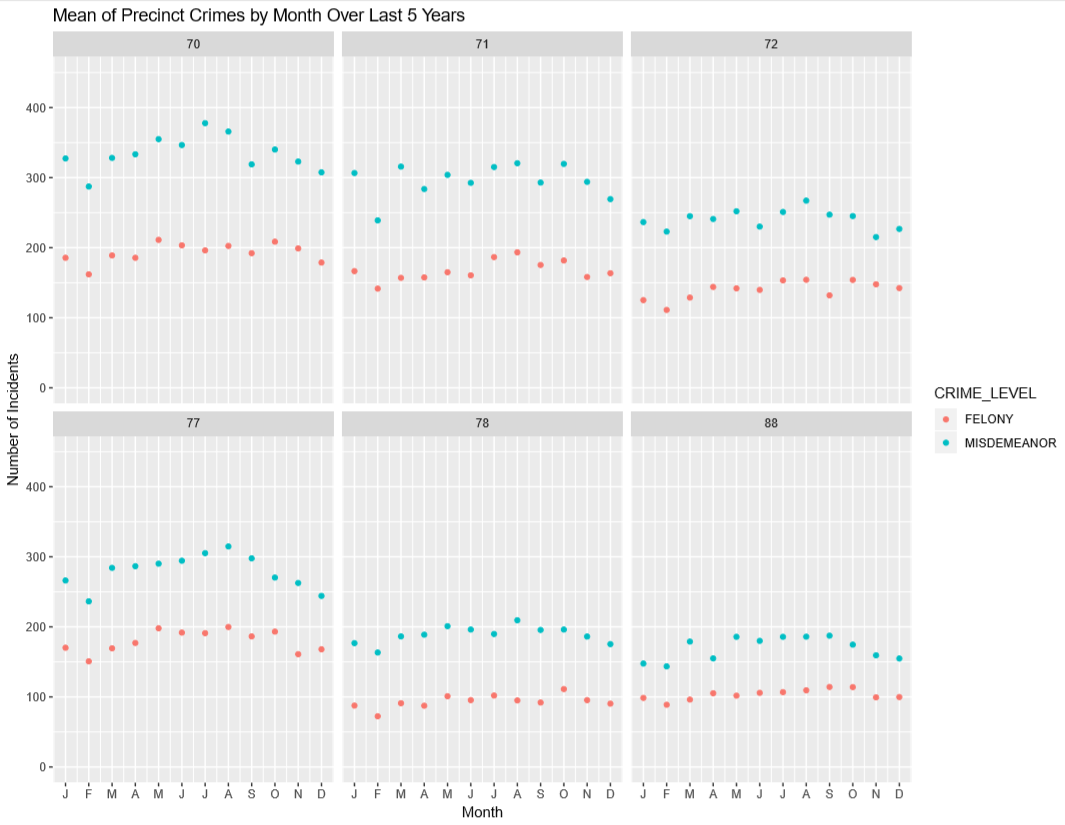 Mean of Precinct Crimes by Month Over Last 5 Years
70 71 72
400
300
200
100
0
77 78 88
400
300
200
100
0
J F M A M J J A S O N D J F M A M J J A S O N D J F M A M J J A S O N D
Month
Number of Incidents
CRIME_LEVEL
FELONY
MISDEMEANOR